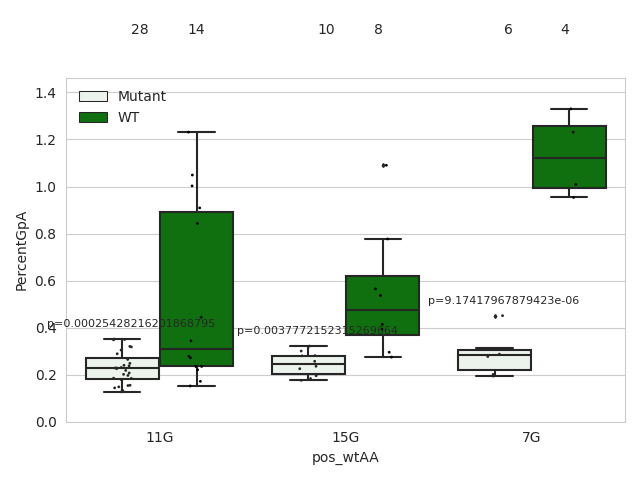 28 14 10 8 6 4
1.4
Mutant
WT
1.2
1.0
0.8
0.6
p=9.17417967879423e-06
0.4
p=0.00025428216201868795
p=0.0037772152315269664
0.2
0.0
PercentGpA
11G 15G 7G
pos_wtAA